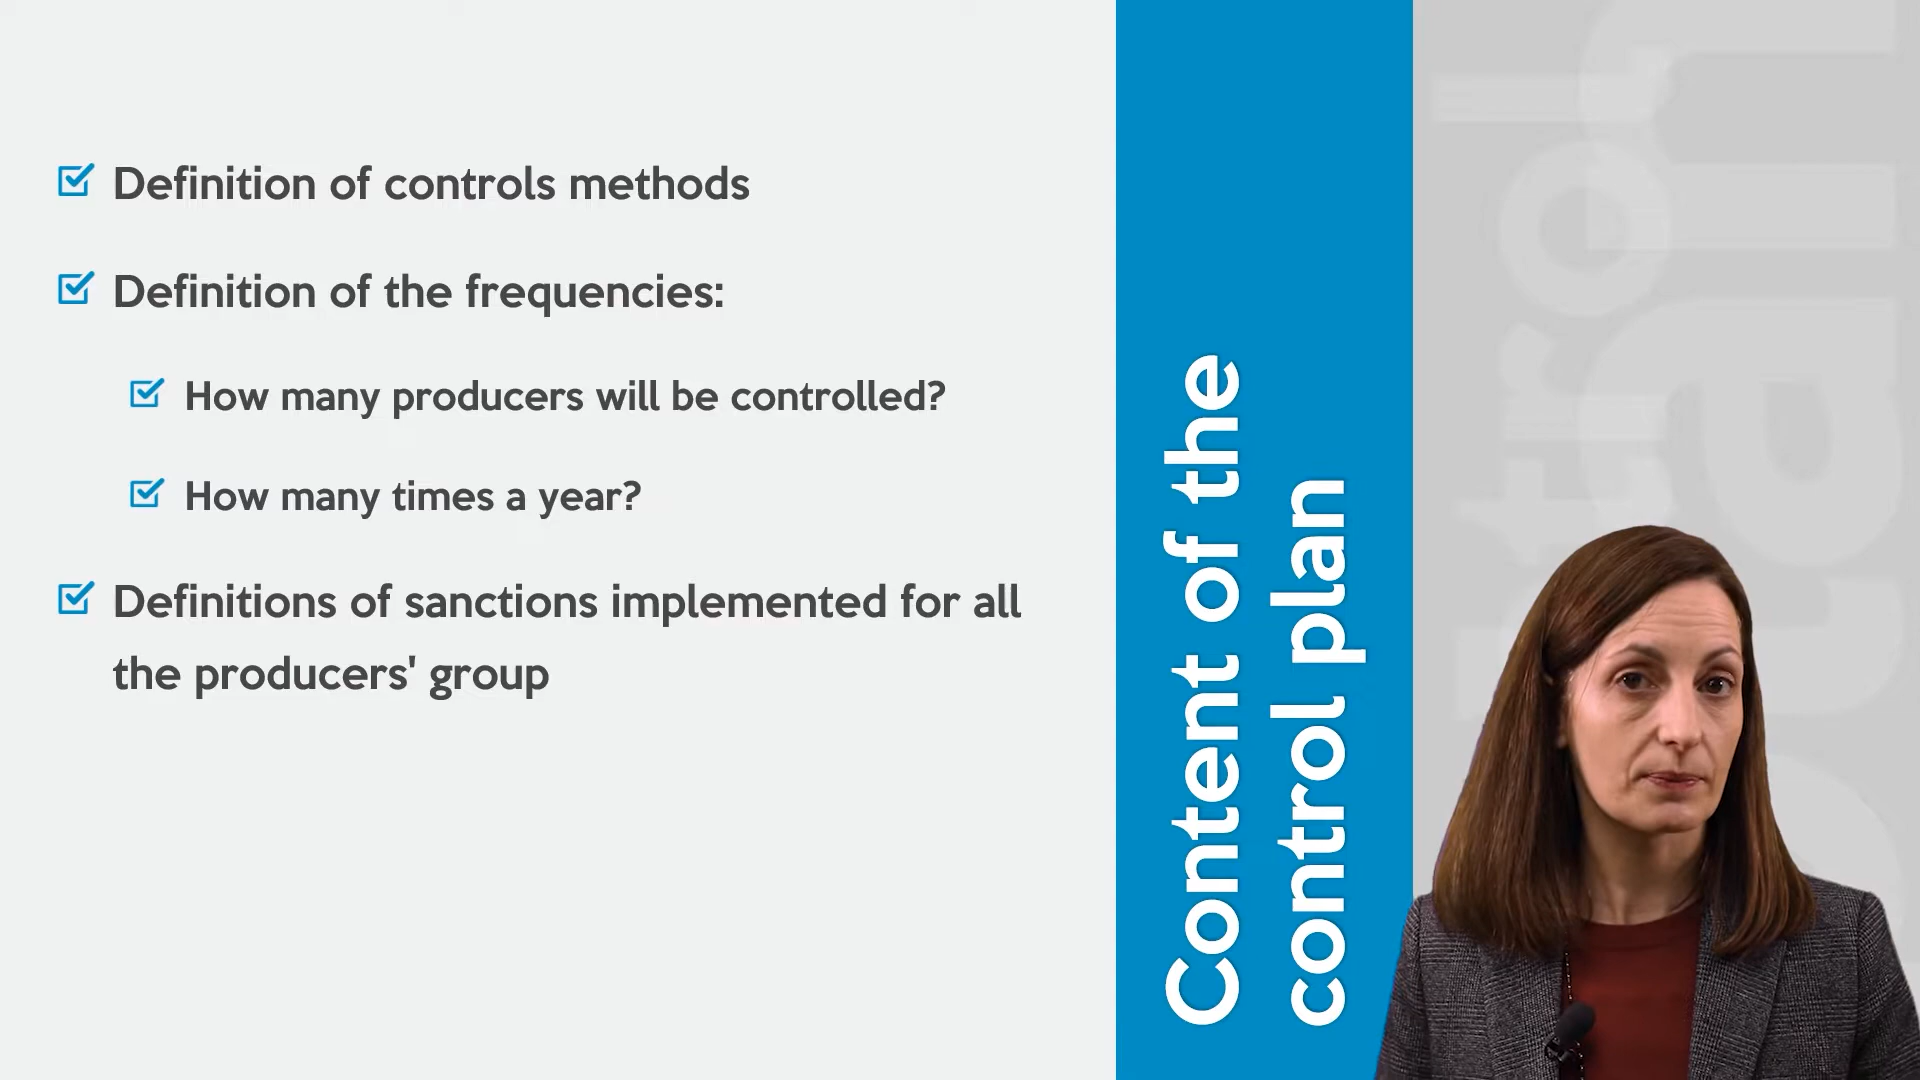 Definition of controls methods
Definition of the frequencies:
How many producers will be controlled?
How many times a year?
Definitions of sanctions implemented for all
the producers' group
Content of the
control plan